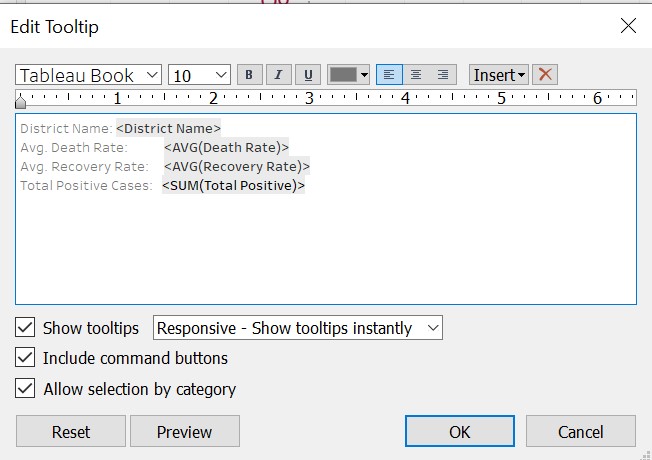 Edit Tooltip
Tableau Book 10 B I U Insert
1 2 3 4 5 6
District Name: <District Name>
Avg. Death Rate: <AVG(Death Rate)>
Avg. Recovery Rate: <AVG(Recovery Rate)>
Total Positive Cases: <SUM(Total Positive)>
Show tooltips Responsive - Show tooltips instantly
Include command buttons
Allow selection by category
Reset Preview OK Cancel